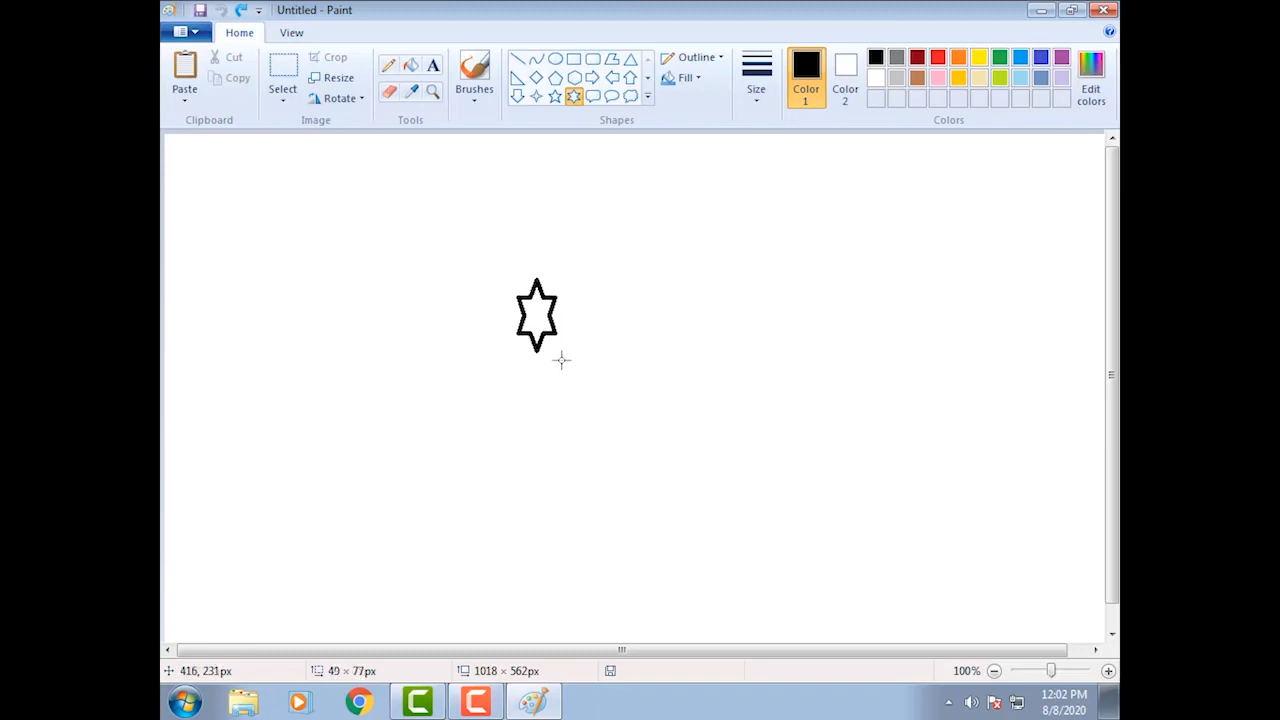 Untitled - Paint
Home View
Paste
Cut
Copy
Clipboard
Select
Crop
Resize
Rotate
Image
A
Tools
Brushes
Outline
Fill
Shapes
Size
Color 1
Color 2
Edit colors
Colors
416, 231px
49 × 77px
1018 × 562px
100%
12:02 PM
8/8/2020